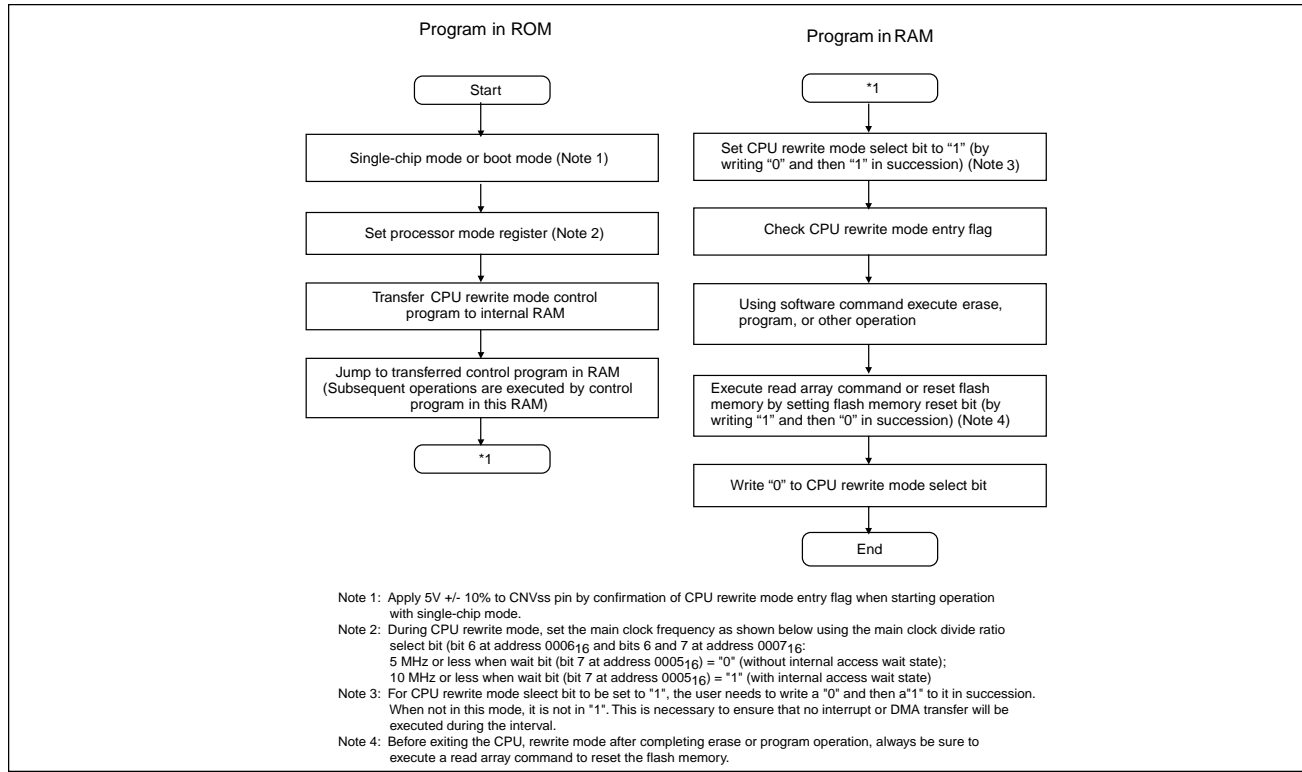 Program in ROM
Start
Single-chip mode or boot mode (Note 1)
Set processor mode register (Note 2)
Transfer CPU rewrite mode control
program to internal RAM
Jump to transferred control program in RAM
(Subsequent operations are executed by control
program in this RAM)
*1
Program in RAM
*1
Set CPU rewrite mode select bit to “1” (by
writing “0” and then “1” in succession) (Note 3)
Check CPU rewrite mode entry flag
Using software command execute erase,
program, or other operation
Execute read array command or reset flash
memory by setting flash memory reset bit (by
writing “1” and then “0” in succession) (Note 4)
Write “0” to CPU rewrite mode select bit
End
Note 1: Apply 5V +/- 10% to CNVss pin by confirmation of CPU rewrite mode entry flag when starting operation
with single-chip mode.
Note 2: During CPU rewrite mode, set the main clock frequency as shown below using the main clock divide ratio
select bit (bit 6 at address 000616 and bits 6 and 7 at address 000716:
5 MHz or less when wait bit (bit 7 at address 000516) = "0" (without internal access wait state);
10 MHz or less when wait bit (bit 7 at address 000516) = "1" (with internal access wait state)
Note 3: For CPU rewrite mode sleect bit to be set to "1", the user needs to write a "0" and then a"1" to it in succession.
When not in this mode, it is not in "1". This is necessary to ensure that no interrupt or DMA transfer will be
executed during the interval.
Note 4: Before exiting the CPU, rewrite mode after completing erase or program operation, always be sure to
execute a read array command to reset the flash memory.